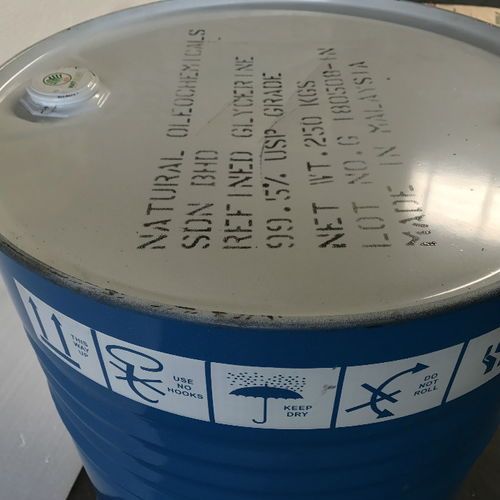 NATURAL OLEOCHEMICALS
SDN BHD
REFINED GLYCERINE
99.5% USP GRADE
NET WT.250 KGS
LOT NO.G 180508-IN
MADE IN MALAYSIA
THIS
WAY
UP
USE
NO
HOOKS
KEEP
DRY
DO
NOT
ROLL